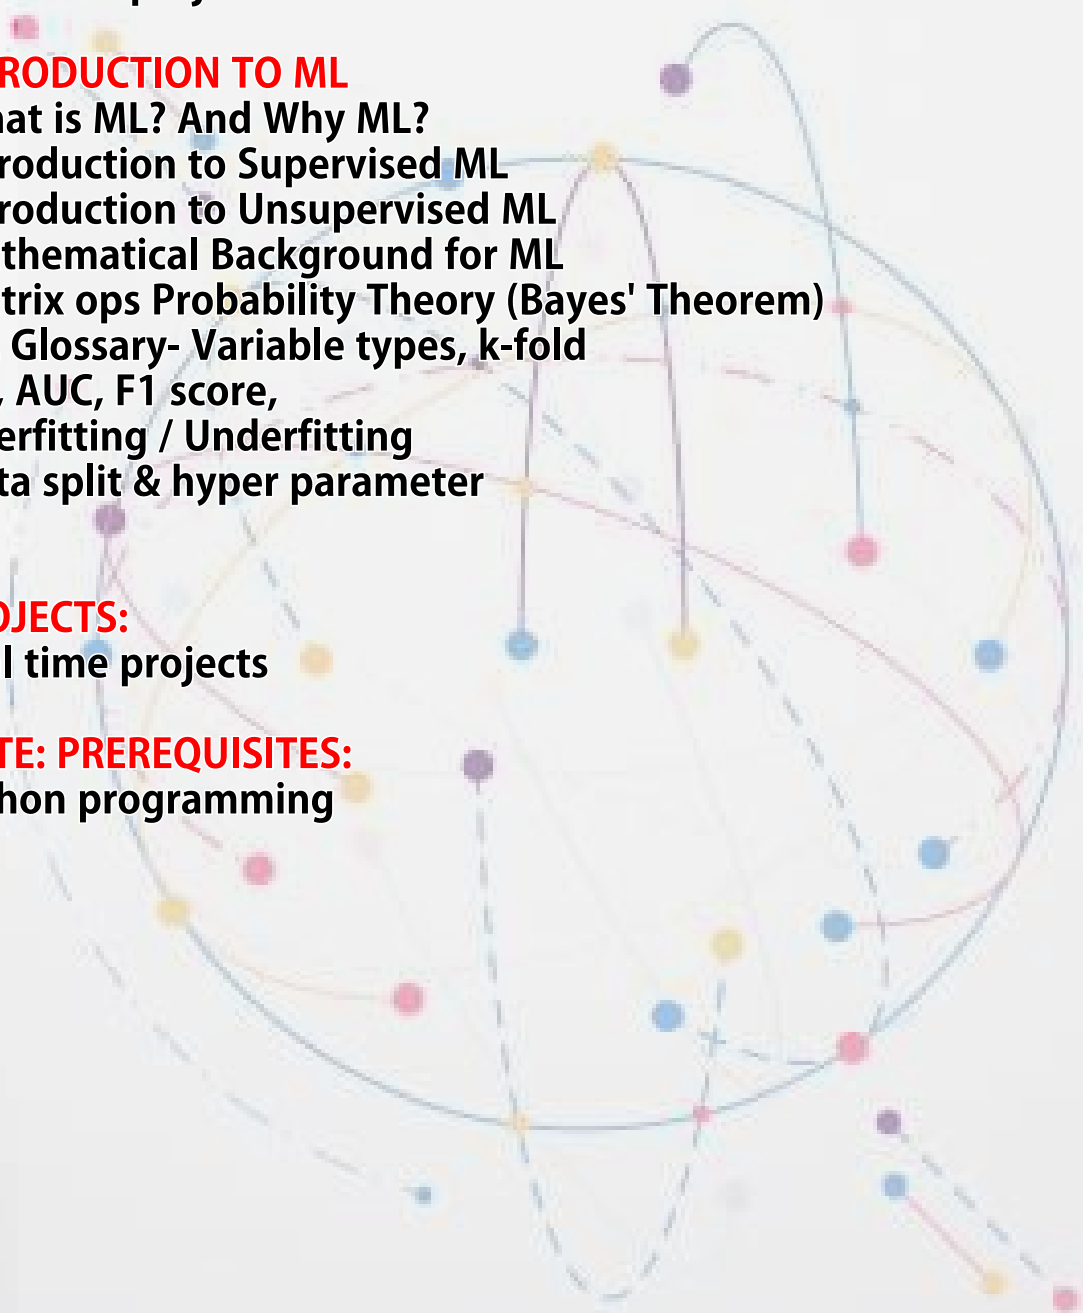 RODUCTION TO ML
hat is ML? And Why ML?
roduction to Supervised ML
roduction to Unsupervised ML
thematical Background for ML
trix ops Probability Theory (Bayes' Theorem)
Glossary- Variable types, k-fold
, AUC, F1 score,
erfitting / Underfitting
ta split & hyper parameter
OJECTS:
l time projects
TE: PREREQUISITES:
hon programming